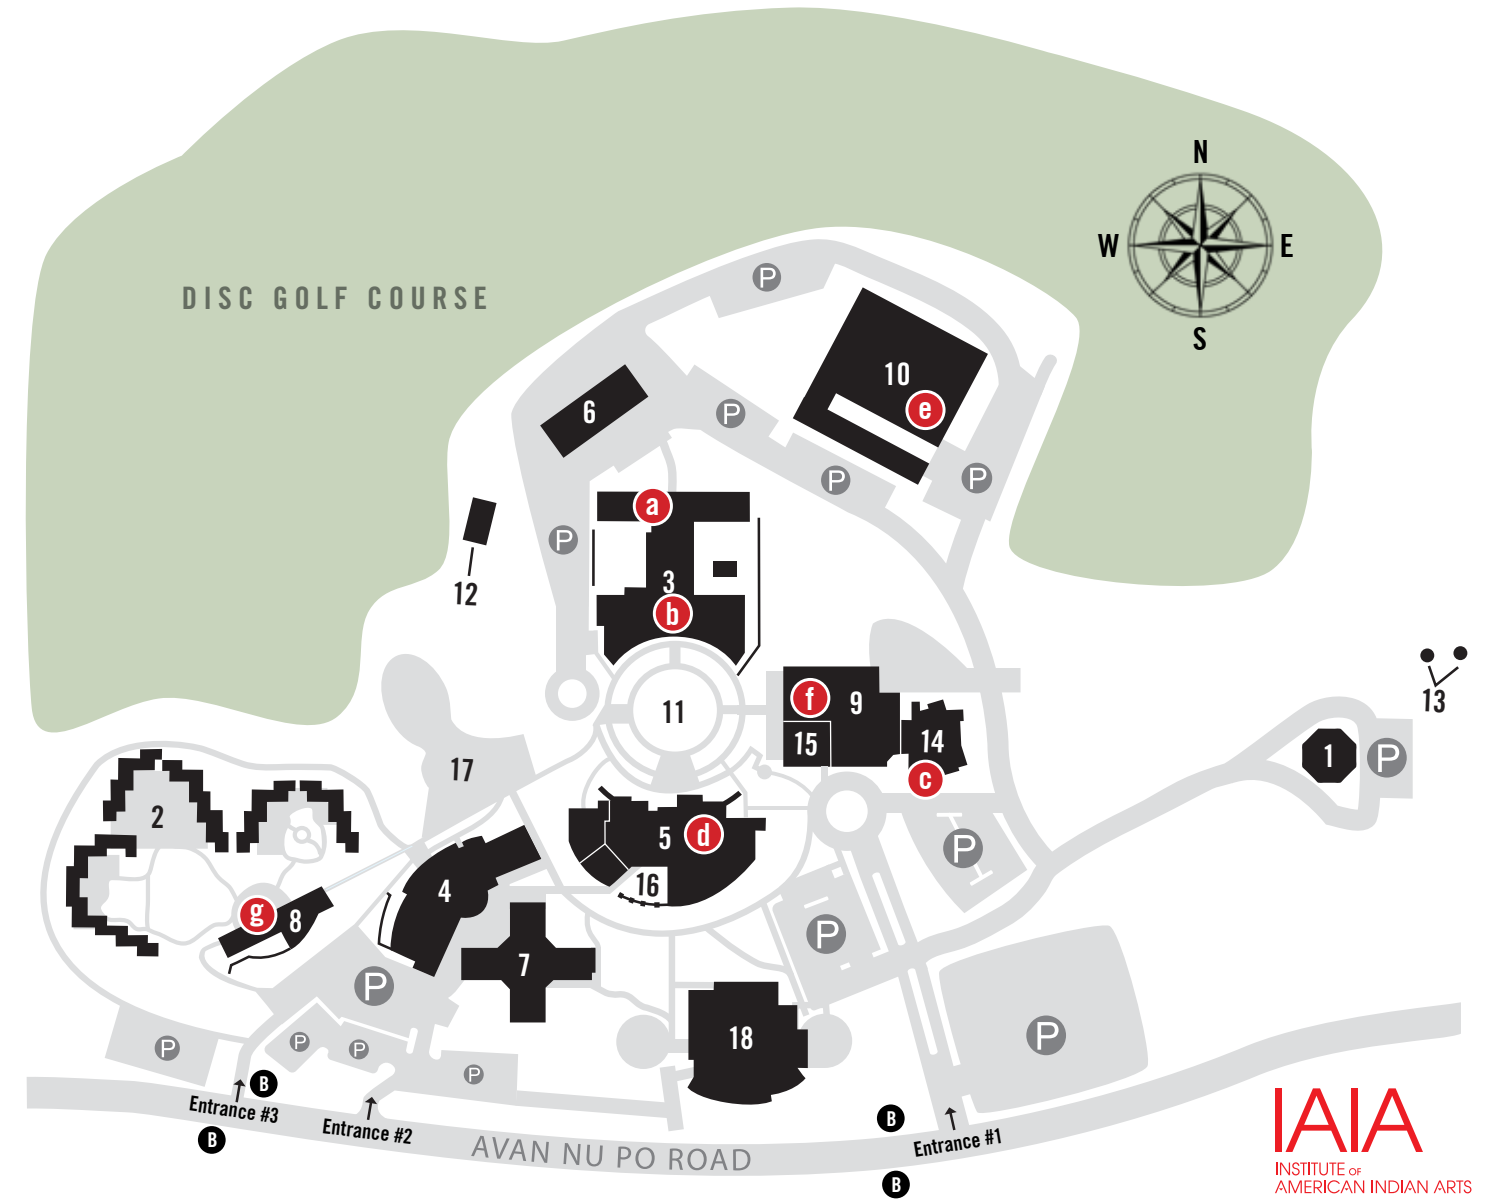 N
W E
S
DISC GOLF COURSE
P
10
e
6
P
P
P
a
P
12
3
b
13
11
f
9
15
14
c
1
P
17
2
5
d
P
16
4
g
8
P
7
P
18
P
P
P
P
P
B
Entrance #3
B
Entrance #2
AVAN NU PO ROAD
B
Entrance #1
B
IAIA
INSTITUTE OF
AMERICAN INDIAN ARTS